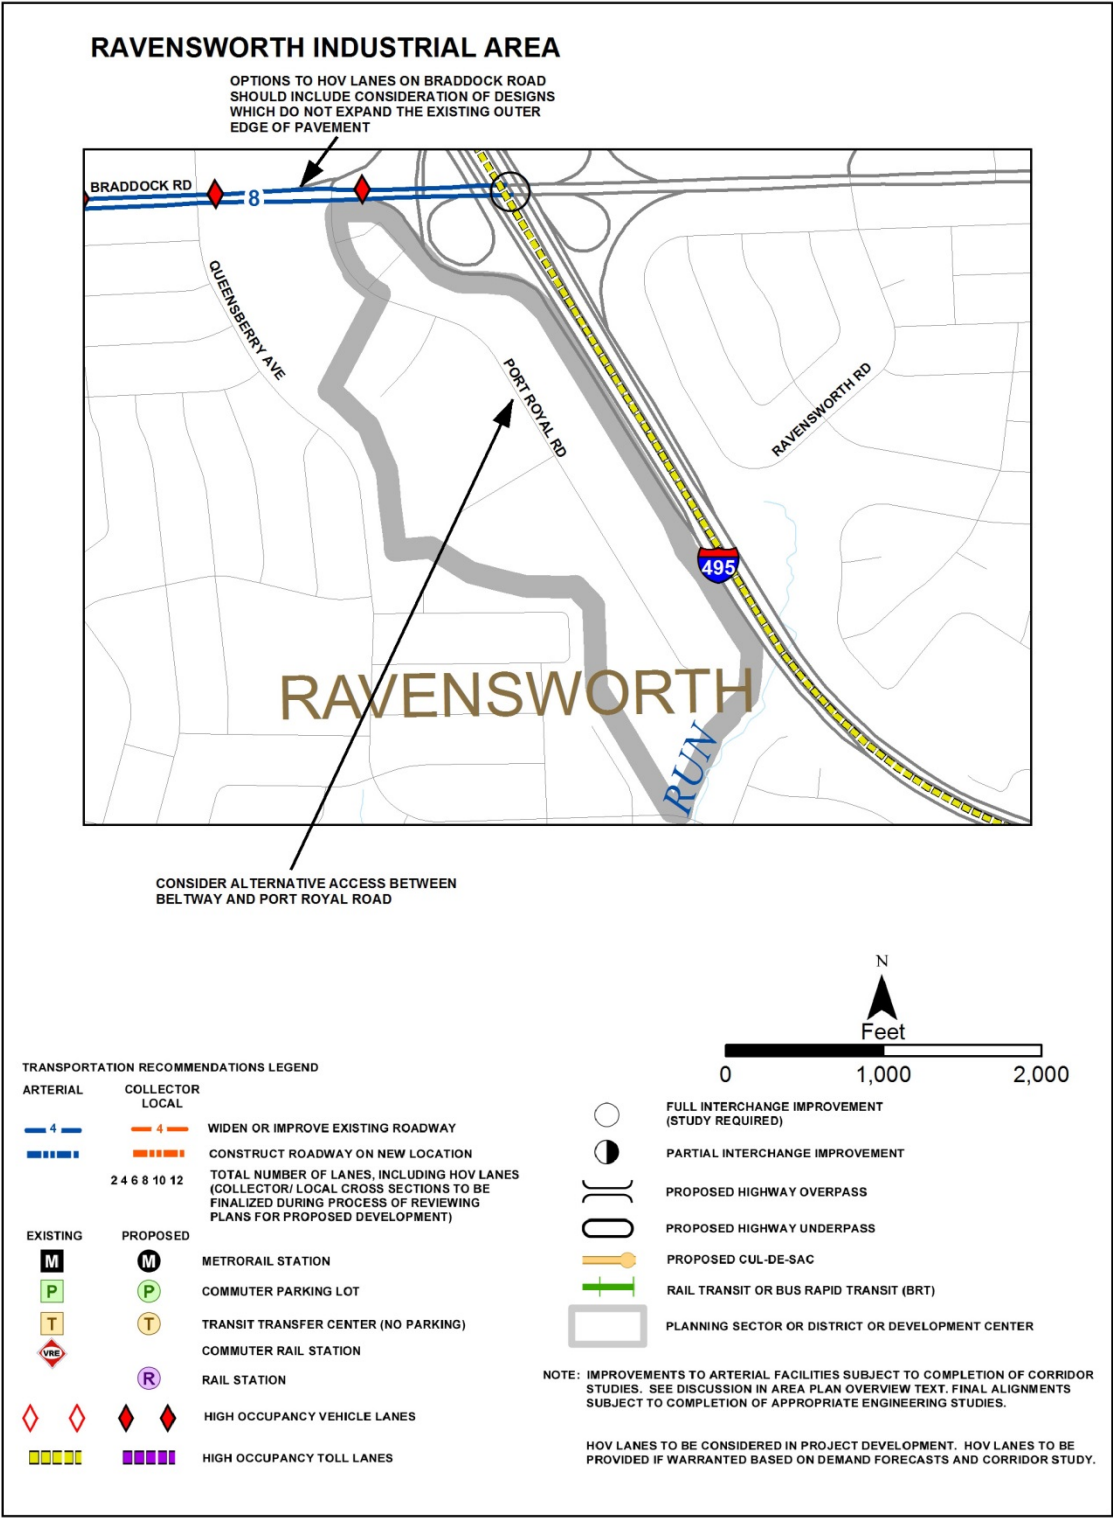 RAVENSWORTH INDUSTRIAL AREA
OPTIONS TO HOV LANES ON BRADDOCK ROAD
SHOULD INCLUDE CONSIDERATION OF DESIGNS
WHICH DO NOT EXPAND THE EXISTING OUTER
EDGE OF PAVEMENT
BRADDOCK RD
8
QUEENSBERRY AVE
PORT ROYAL RD
RAVENSWORTH RD
495
RAVENSWORTH
RUN
CONSIDER ALTERNATIVE ACCESS BETWEEN
BELTWAY AND PORT ROYAL ROAD
N
Feet
0 1,000 2,000
TRANSPORTATION RECOMMENDATIONS LEGEND
ARTERIAL COLLECTOR
LOCAL
4 4 WIDEN OR IMPROVE EXISTING ROADWAY
CONSTRUCT ROADWAY ON NEW LOCATION
2 4 6 8 10 12 TOTAL NUMBER OF LANES, INCLUDING HOV LANES
(COLLECTOR/ LOCAL CROSS SECTIONS TO BE
FINALIZED DURING PROCESS OF REVIEWING
PLANS FOR PROPOSED DEVELOPMENT)
EXISTING PROPOSED
M M METRORAIL STATION
P P COMMUTER PARKING LOT
T T TRANSIT TRANSFER CENTER (NO PARKING)
VRE COMMUTER RAIL STATION
R RAIL STATION
HIGH OCCUPANCY VEHICLE LANES
HIGH OCCUPANCY TOLL LANES
FULL INTERCHANGE IMPROVEMENT
(STUDY REQUIRED)
PARTIAL INTERCHANGE IMPROVEMENT
PROPOSED HIGHWAY OVERPASS
PROPOSED HIGHWAY UNDERPASS
PROPOSED CUL-DE-SAC
RAIL TRANSIT OR BUS RAPID TRANSIT (BRT)
PLANNING SECTOR OR DISTRICT OR DEVELOPMENT CENTER
NOTE: IMPROVEMENTS TO ARTERIAL FACILITIES SUBJECT TO COMPLETION OF CORRIDOR
STUDIES. SEE DISCUSSION IN AREA PLAN OVERVIEW TEXT. FINAL ALIGNMENTS
SUBJECT TO COMPLETION OF APPROPRIATE ENGINEERING STUDIES.
HOV LANES TO BE CONSIDERED IN PROJECT DEVELOPMENT. HOV LANES TO BE
PROVIDED IF WARRANTED BASED ON DEMAND FORECASTS AND CORRIDOR STUDY.